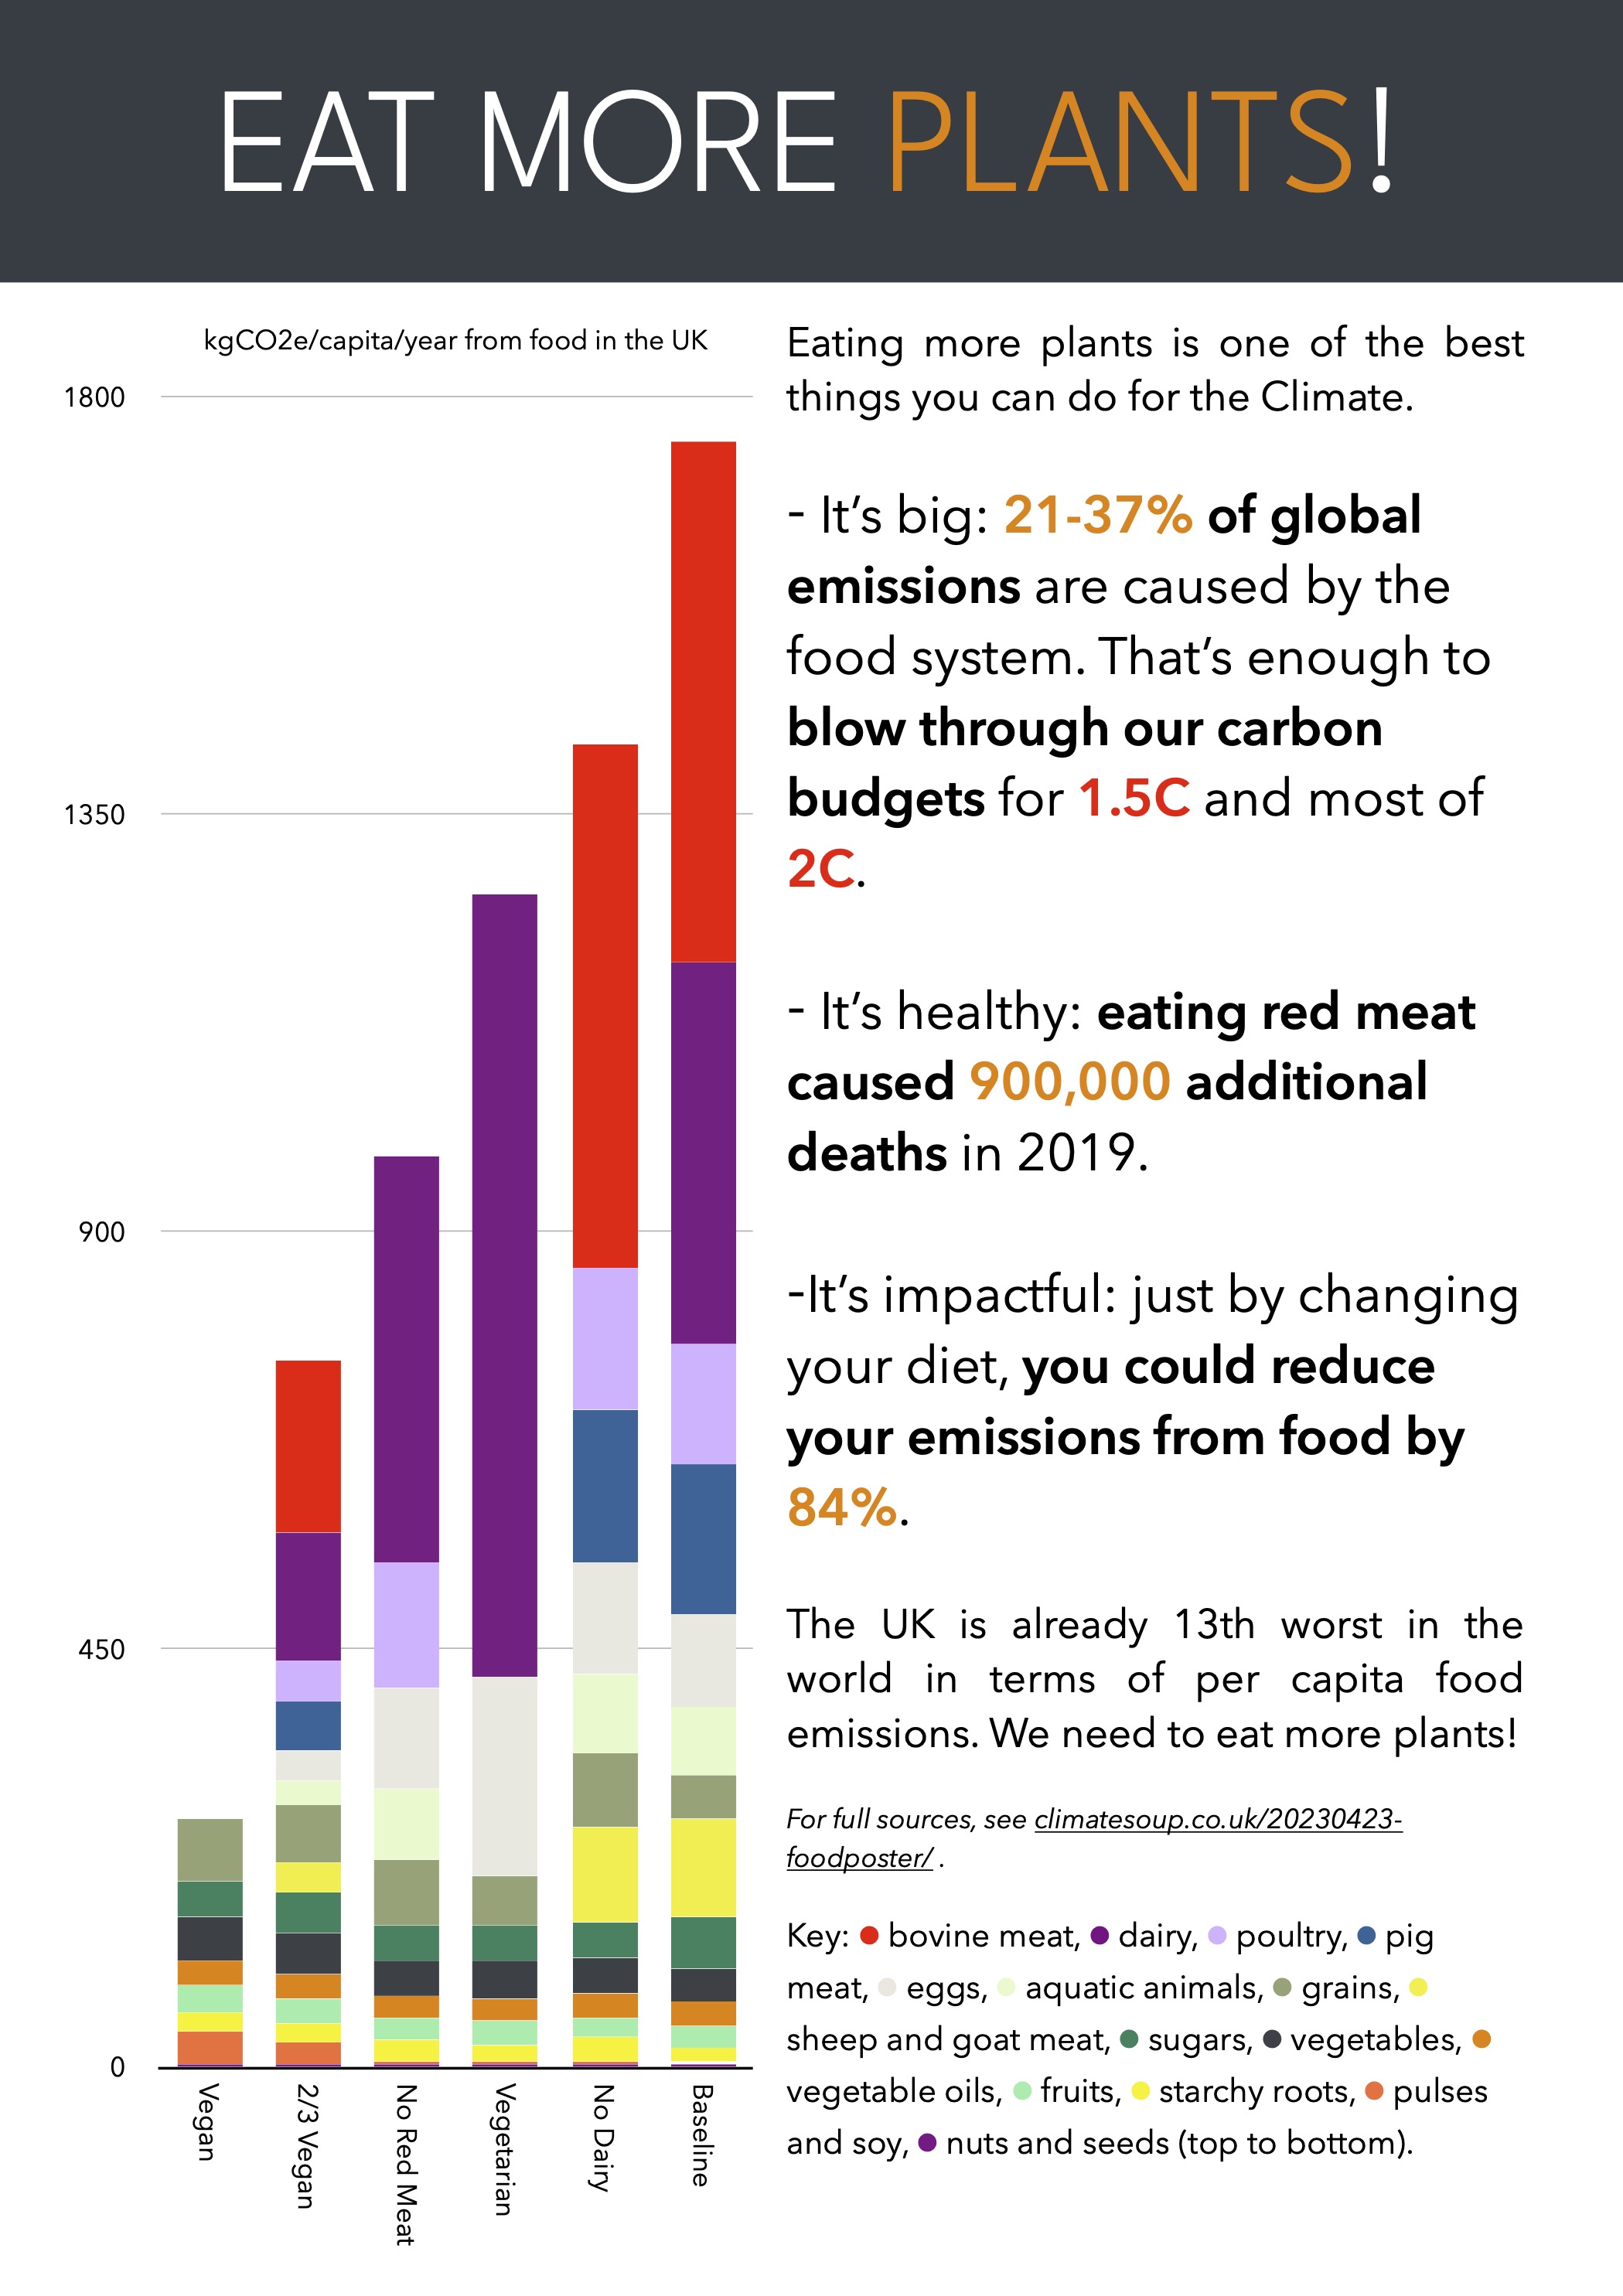 EAT MORE PLANTS!
kgCO2e/capita/year from food in the UK
1800
1350
900
450
0
Vegan
2/3 Vegan
No Red Meat
Vegetarian
No Dairy
Baseline
Eating more plants is one of the best
things you can do for the Climate.
- It’s big: 21-37% of global
emissions are caused by the
food system. That’s enough to
blow through our carbon
budgets for 1.5C and most of
2C.
- It’s healthy: eating red meat
caused 900,000 additional
deaths in 2019.
-It’s impactful: just by changing
your diet, you could reduce
your emissions from food by
84%.
The UK is already 13th worst in the
world in terms of per capita food
emissions. We need to eat more plants!
For full sources, see climatesoup.co.uk/20230423-
foodposter/ .
Key: bovine meat, dairy, poultry, pig
meat, eggs, aquatic animals, grains,
sheep and goat meat, sugars, vegetables,
vegetable oils, fruits, starchy roots, pulses
and soy, nuts and seeds (top to bottom).